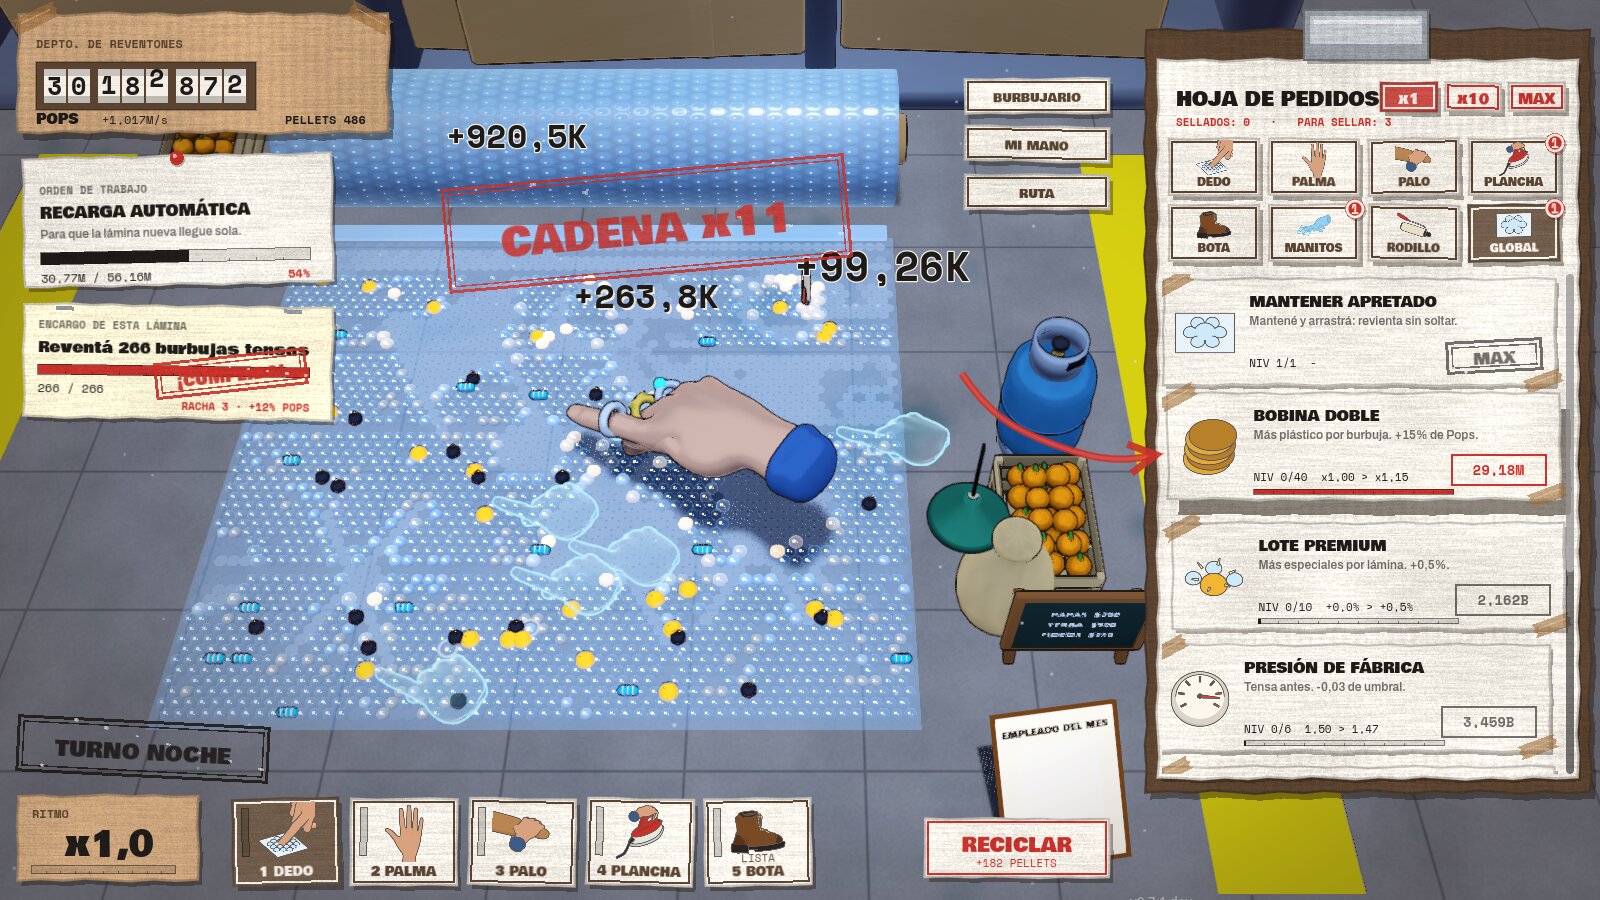 DEPTO. DE REVENTONES
30 182 872
POPS +1,017M/s PELLETS 486
ORDEN DE TRABAJO
RECARGA AUTOMÁTICA
Para que la lámina nueva llegue sola.
30,77M / 56,16M 54%
ENCARGO DE ESTA LÁMINA
Reventá 266 burbujas tensas
266 / 266
RACHA 3 · +12% POPS
+920,5K
CADENA x11
+99,26K
+263,8K
BURBUJARIO
MI MANO
RUTA
HOJA DE PEDIDOS
x1
x10
MAX
SELLADOS: 0 · PARA SELLAR: 3
DEDO
PALMA
PALO
PLANCHA
1
BOTA
MANITOS
1
RODILLO
GLOBAL
1
MANTENER APRETADO
Mantené y arrastrá: revienta sin soltar.
NIV 1/1 -
MAX
BOBINA DOBLE
Más plástico por burbuja. +15% de Pops.
NIV 0/40 x1.00 > x1.15
29,18M
LOTE PREMIUM
Más especiales por lámina. +0,5%.
NIV 0/10 +0.0% > +0,5%
2,162B
PRESIÓN DE FÁBRICA
Tensa antes. -0,03 de umbral.
NIV 0/6 1,50 > 1,47
3,459B
EMPLEADO DEL MES
TURNO NOCHE
RITMO
x1,0
1 DEDO
2 PALMA
3 PALO
4 PLANCHA
LISTA
5 BOTA
RECICLAR
+182 PELLETS